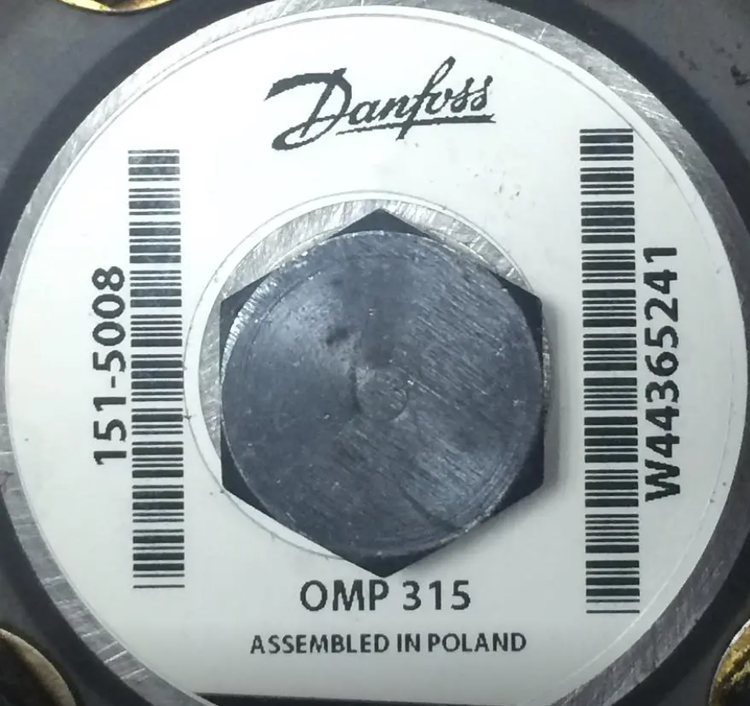 Danfoss
151-5008
W44365241
OMP 315
ASSEMBLED IN POLAND